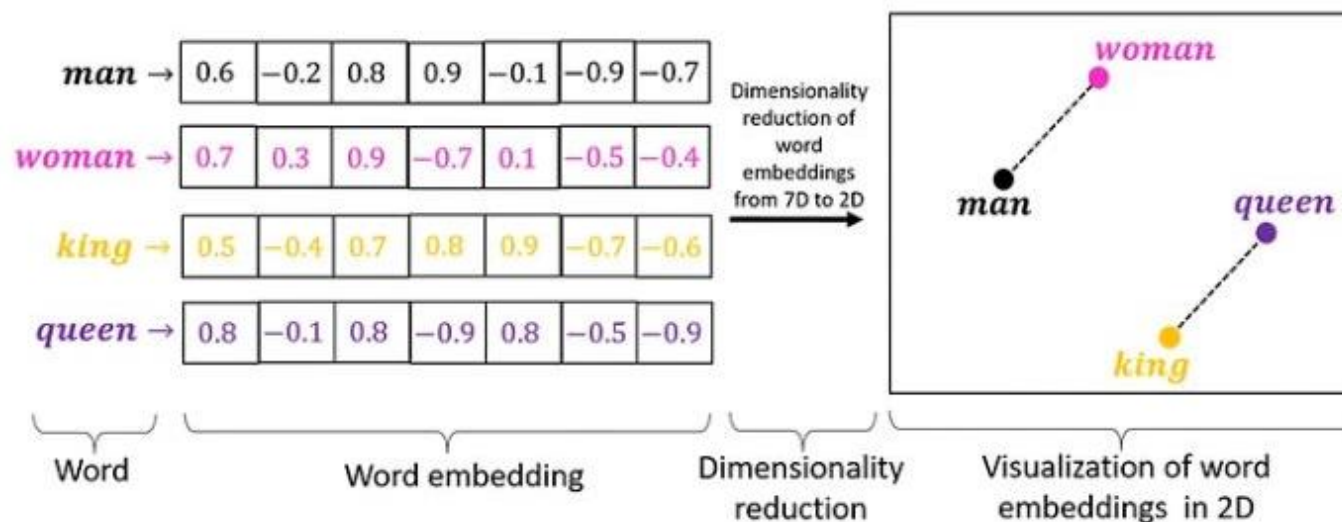 man → 0.6 −0.2 0.8 0.9 −0.1 −0.9 −0.7
woman → 0.7 0.3 0.9 −0.7 0.1 −0.5 −0.4
king → 0.5 −0.4 0.7 0.8 0.9 −0.7 −0.6
queen → 0.8 −0.1 0.8 −0.9 0.8 −0.5 −0.9
Dimensionality
reduction of
word
embeddings
from 7D to 2D
woman
man
queen
king
Word
Word embedding
Dimensionality
reduction
Visualization of word
embeddings in 2D